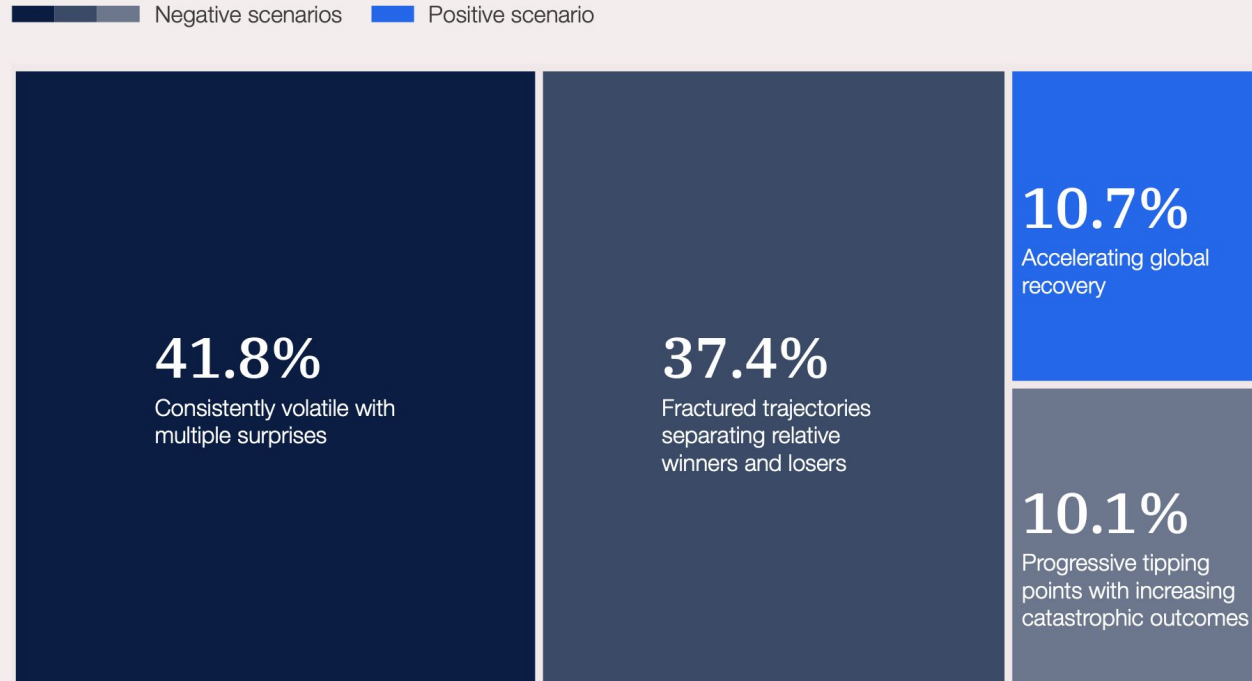 Negative scenarios
Positive scenario
41.8%
Consistently volatile with
multiple surprises
37.4%
Fractured trajectories
separating relative
winners and losers
10.7%
Accelerating global
recovery
10.1%
Progressive tipping
points with increasing
catastrophic outcomes